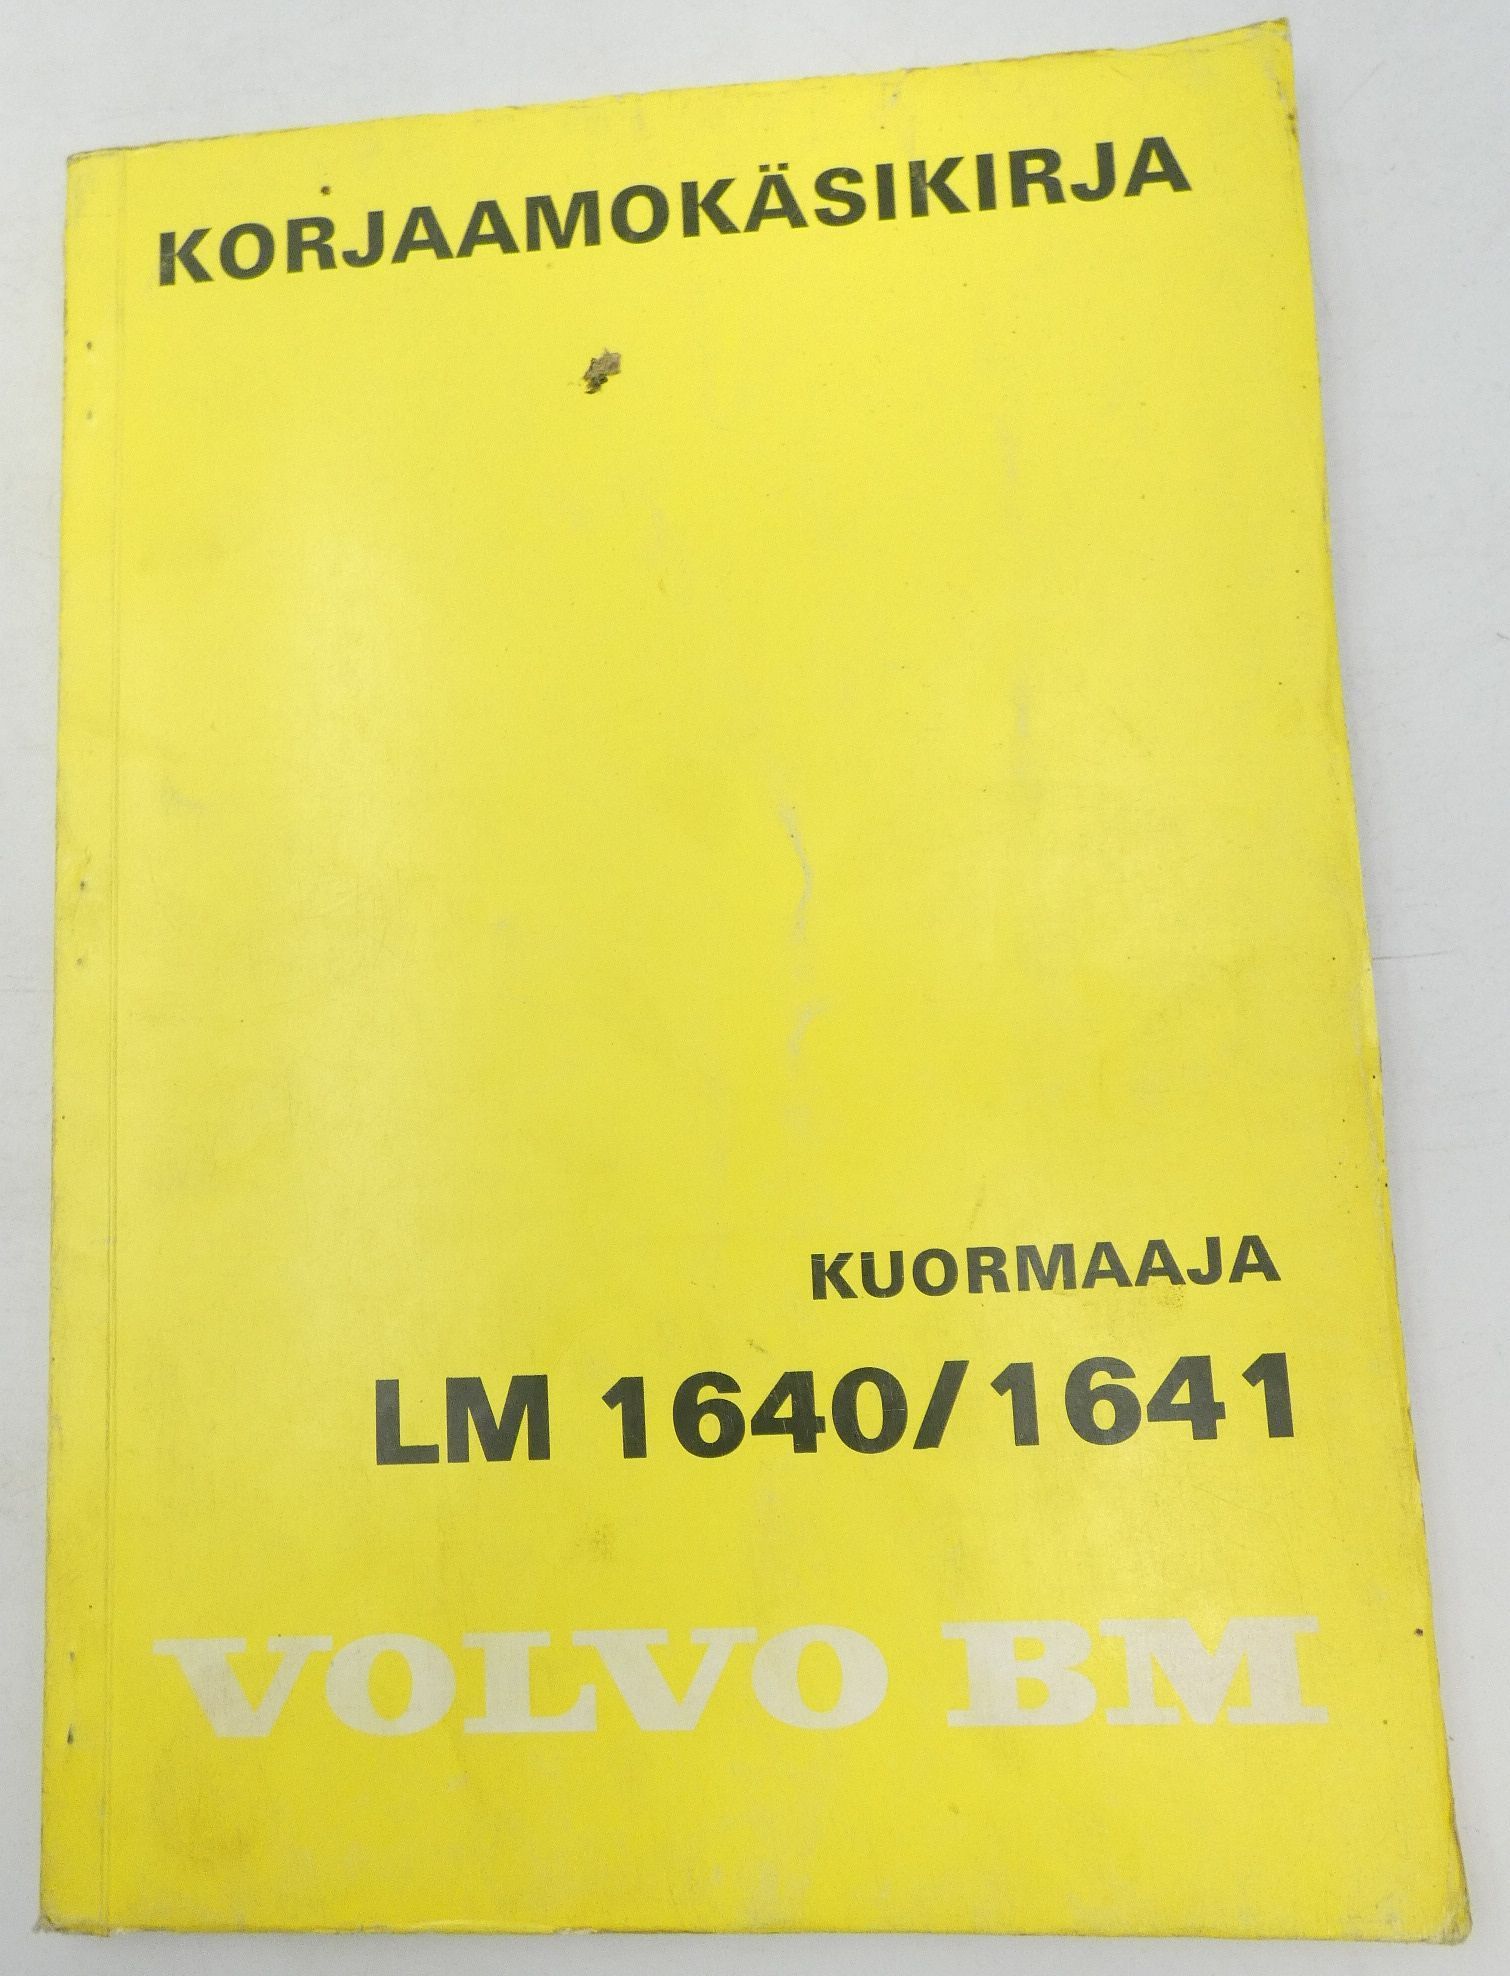 KORJAAMOKÄSIKIRJA
KUORMAAJA
LM 1640/1641
VOLVO BM